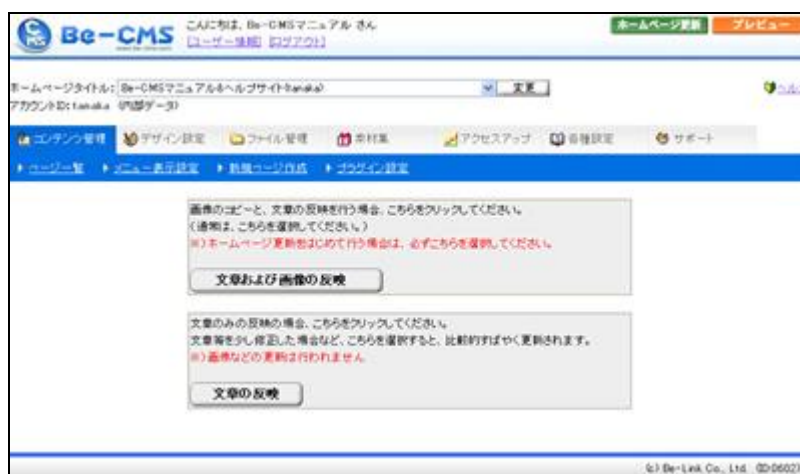 Be-CMS
こんにちは、Be-CMSマニュアル さん
[ユーザー情報] [ログアウト]
ホームページ更新 プレビュー
ホームページタイトル: Be-CMSマニュアル&ヘルプサイト(tanaka) 変更
アカウントID:tanaka (内部データ) ヘルプ
コンテンツ管理 デザイン設定 ファイル管理 素材集 アクセスアップ 各種設定 サポート
ページ一覧 メニュー表示設定 新規ページ作成 プラグイン設定
画像のコピーと、文章の反映を行う場合、こちらをクリックしてください。
(通常は、こちらを選択してください。)
※)ホームページ更新をはじめて行う場合は、必ずこちらを選択してください。
文章および画像の反映
文章のみの反映の場合、こちらをクリックしてください。
文章等を少し修正した場合など、こちらを選択すると、比較的すばやく更新されます。
※)画像などの更新は行われません
文章の反映
(c) Be-Link Co., Ltd.